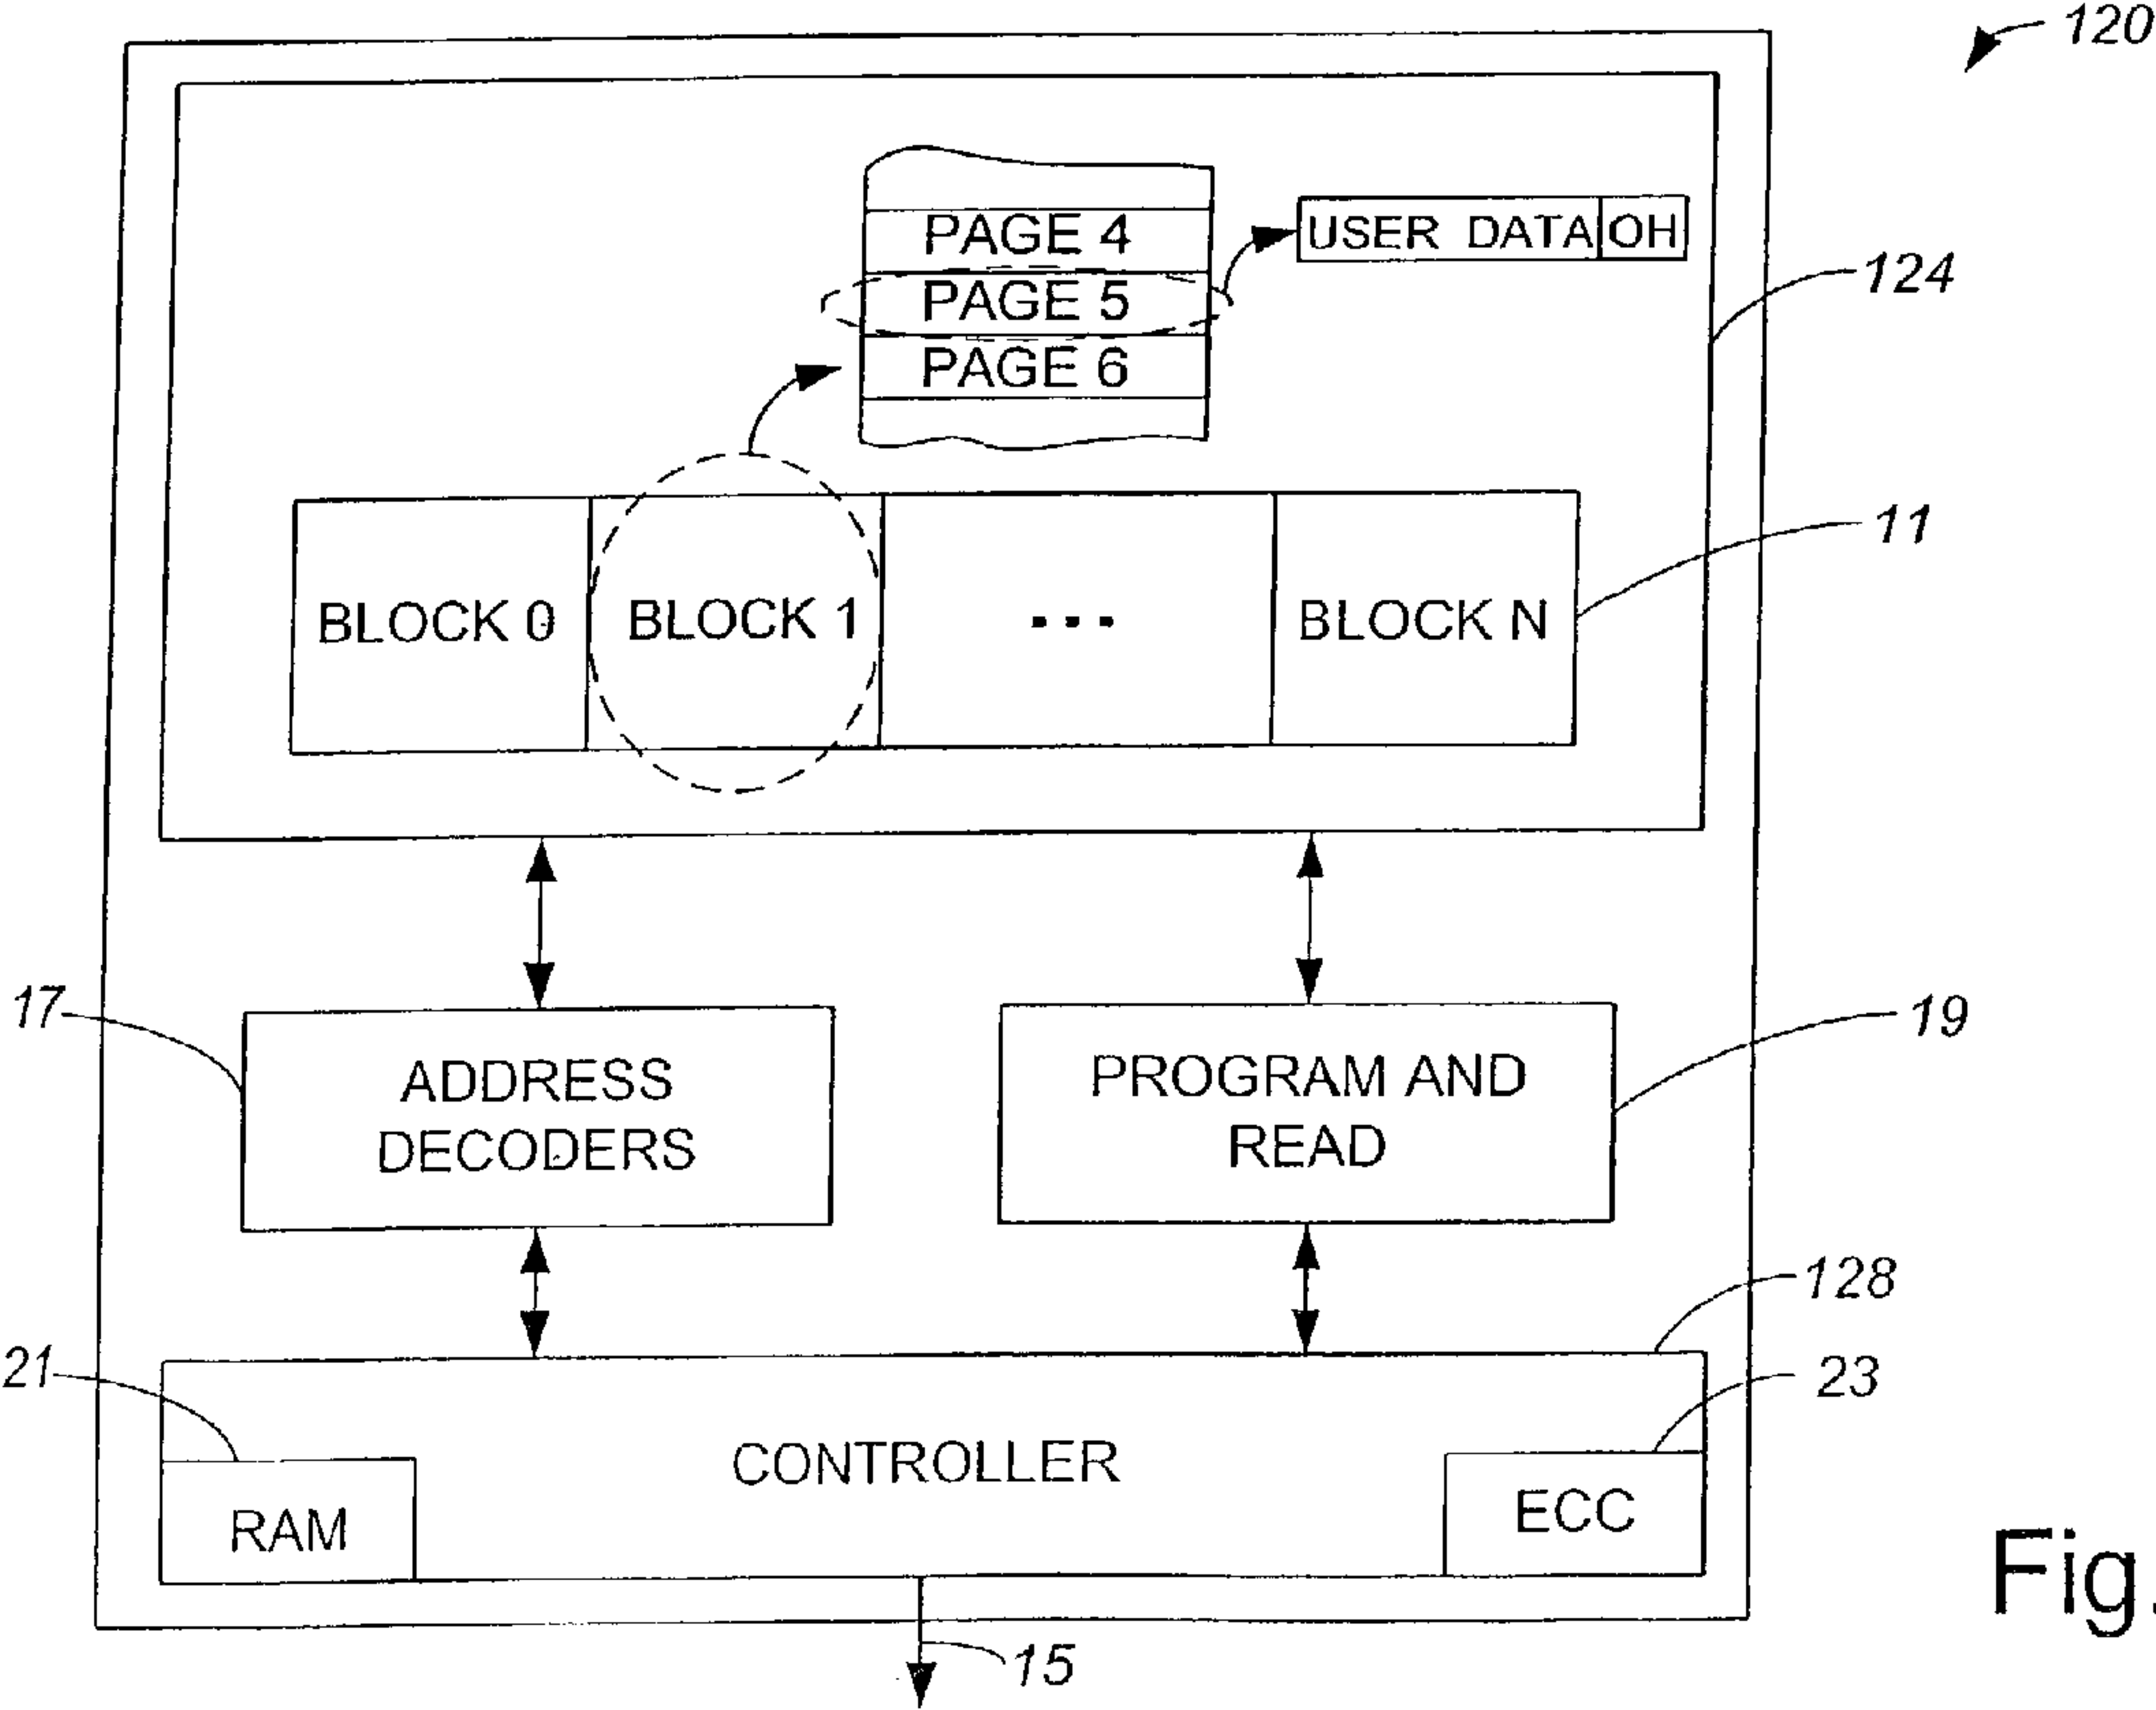 120
PAGE 4
USER DATA OH
124
PAGE 5
PAGE 6
11
BLOCK 0 BLOCK 1 ... BLOCK N
17
19
ADDRESS
DECODERS
PROGRAM AND
READ
128
21
23
CONTROLLER
RAM
ECC
Fig.
15